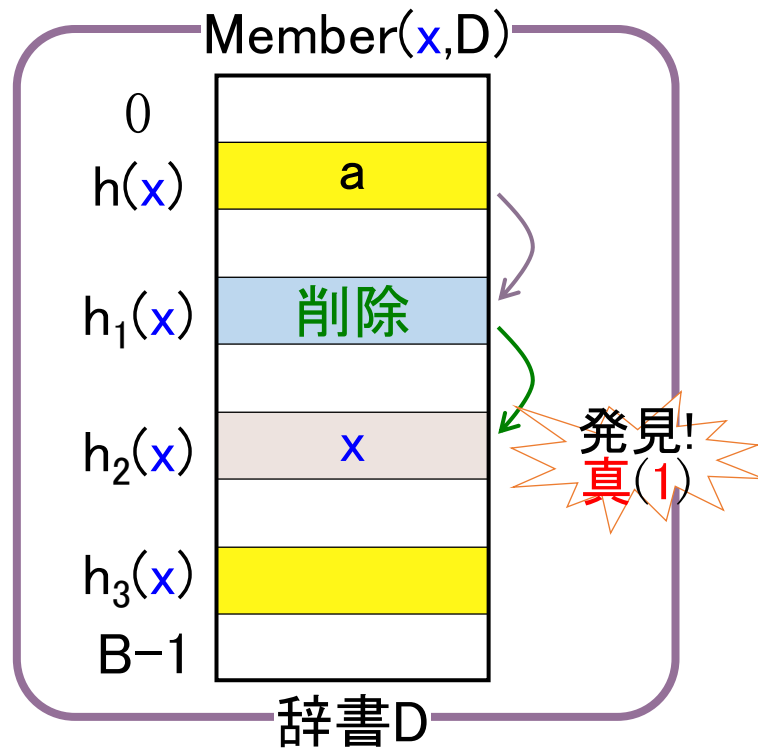 Member(x,D)
0
h(x)
a
h₁(x)
削除
h₂(x)
x
発見!
真(1)
h₃(x)
B-1
辞書D